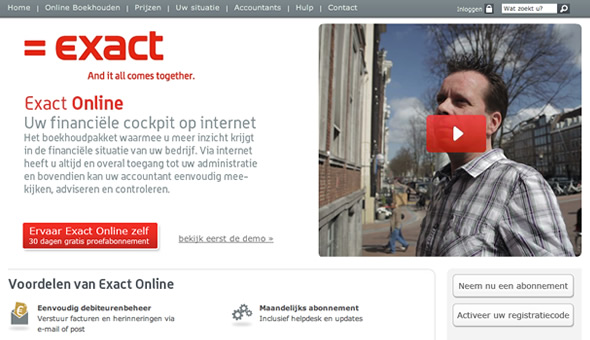 Home | Online Boekhouden | Prijzen | Uw situatie | Accountants | Hulp | Contact
Inloggen
Wat zoekt u?
= exact
And it all comes together.
Exact Online
Uw financiële cockpit op internet
Het boekhoudpakket waarmee u meer inzicht krijgt
in de financiële situatie van uw bedrijf. Via internet
heeft u altijd en overal toegang tot uw administratie
en bovendien kan uw accountant eenvoudig mee-
kijken, adviseren en controleren.
Ervaar Exact Online zelf
30 dagen gratis proefabonnement
bekijk eerst de demo »
Voordelen van Exact Online
Eenvoudig debiteurenbeheer
Verstuur facturen en herinneringen via
e-mail of post
Maandelijks abonnement
Inclusief helpdesk en updates
Neem nu een abonnement
Activeer uw registratiecode